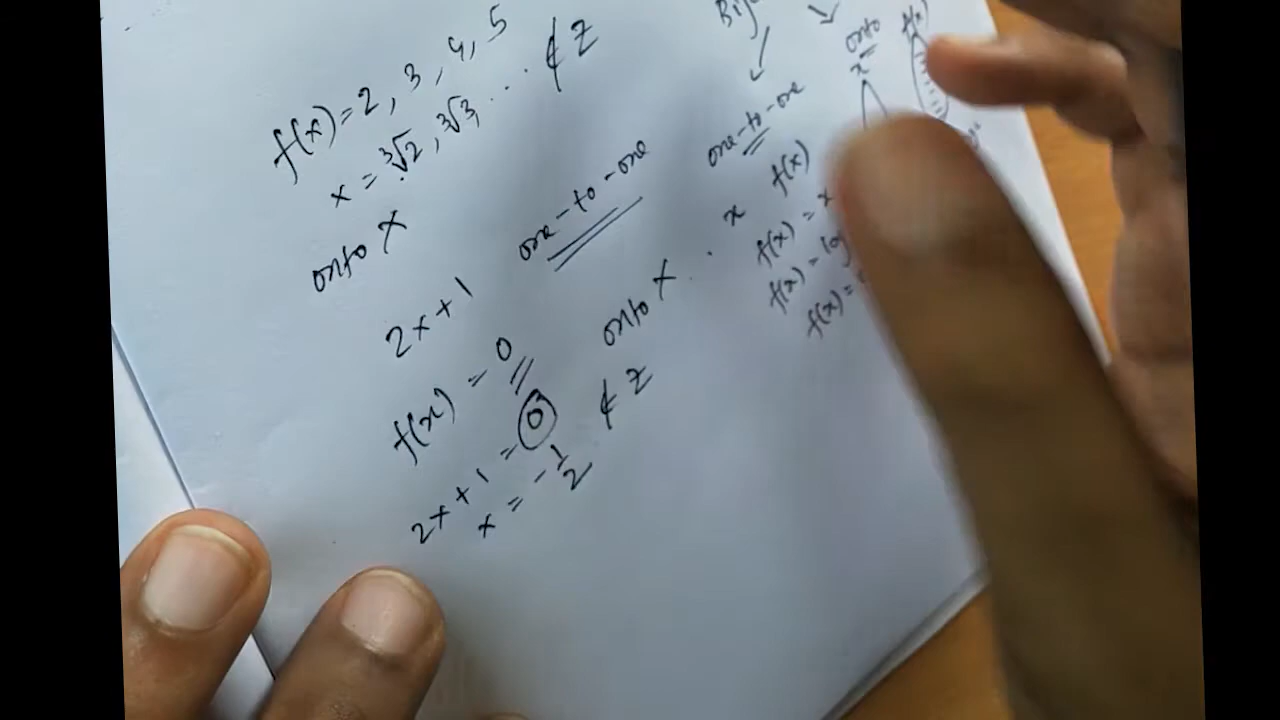 f(x) = 2, 3, 4, 5
x = ∛2, ∛3, ... ∉ Z
onto X
2x + 1 one-to-one
f(x) = 0 onto X
2x + 1 = 0
x = -1/2 ∉ Z
one-to-one
x f(x)
f(x) = x
f(x) =
f(x) =
onto
x f(x)